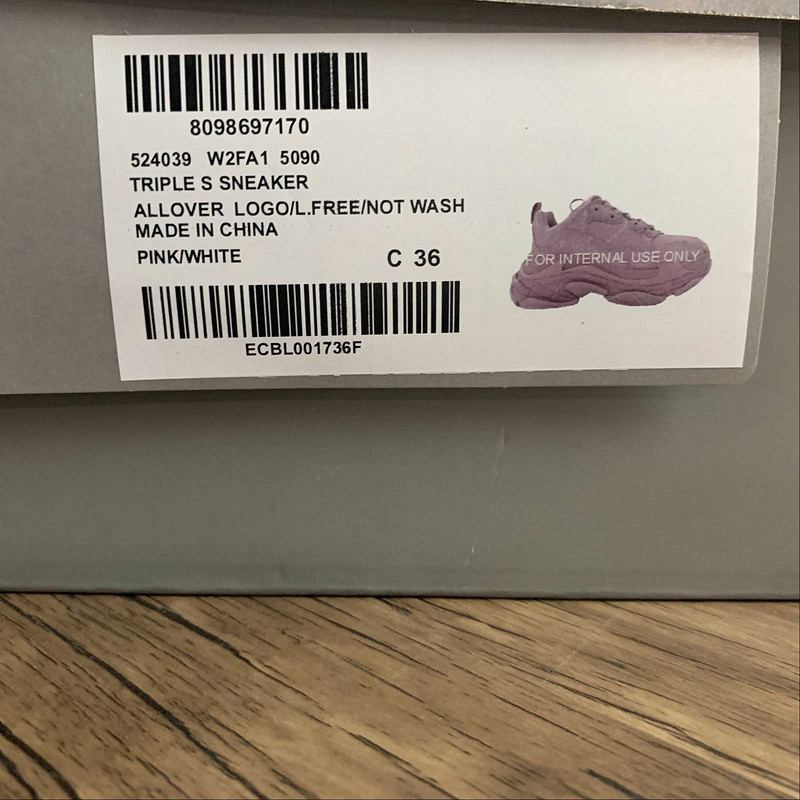 8098697170
524039 W2FA1 5090
TRIPLE S SNEAKER
ALLOVER LOGO/L.FREE/NOT WASH
MADE IN CHINA
PINK/WHITE C 36
ECBL001736F
FOR INTERNAL USE ONLY